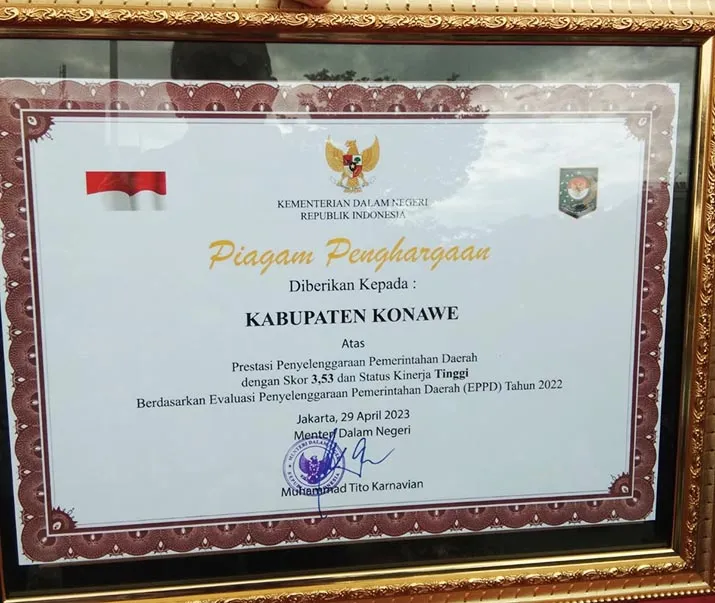 KEMENTERIAN DALAM NEGERI
REPUBLIK INDONESIA
Piagam Penghargaan
Diberikan Kepada :
KABUPATEN KONAWE
Atas
Prestasi Penyelenggaraan Pemerintahan Daerah
dengan Skor 3,53 dan Status Kinerja Tinggi
Berdasarkan Evaluasi Penyelenggaraan Pemerintahan Daerah (EPPD) Tahun 2022
Jakarta, 29 April 2023
Menteri Dalam Negeri
MENTERI DALAM
Muhammad Tito Karnavian